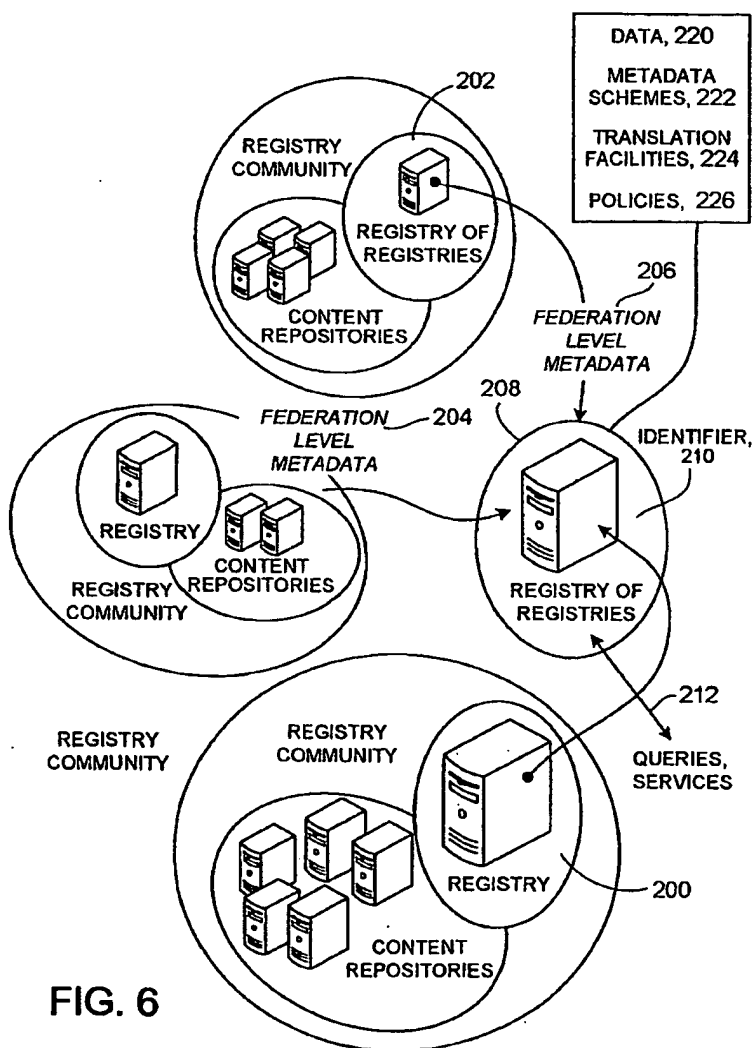 DATA, 220
METADATA
SCHEMES, 222
TRANSLATION
FACILITIES, 224
POLICIES, 226
202
REGISTRY
COMMUNITY
REGISTRY OF
REGISTRIES
CONTENT
REPOSITORIES
206
FEDERATION
LEVEL
METADATA
208
IDENTIFIER,
210
REGISTRY OF
REGISTRIES
FEDERATION
LEVEL
METADATA
204
REGISTRY
CONTENT
REPOSITORIES
REGISTRY
COMMUNITY
212
QUERIES,
SERVICES
REGISTRY
COMMUNITY
REGISTRY
COMMUNITY
REGISTRY
200
CONTENT
REPOSITORIES
FIG. 6